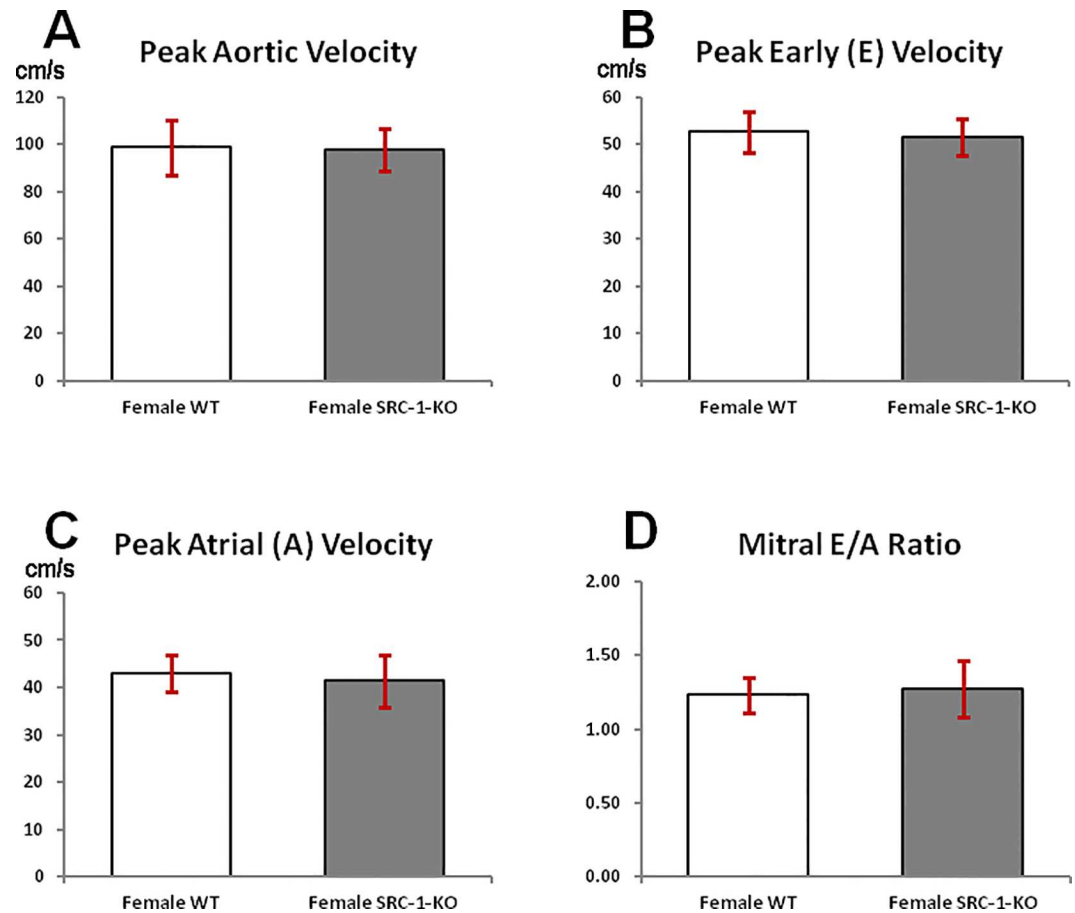 A
Peak Aortic Velocity
cm/s
120
100
80
60
40
20
0
Female WT
Female SRC-1-KO
B
Peak Early (E) Velocity
cm/s
60
50
40
30
20
10
0
Female WT
Female SRC-1-KO
C
Peak Atrial (A) Velocity
cm/s
60
50
40
30
20
10
0
Female WT
Female SRC-1-KO
D
Mitral E/A Ratio
2.00
1.50
1.00
0.50
0.00
Female WT
Female SRC-1-KO